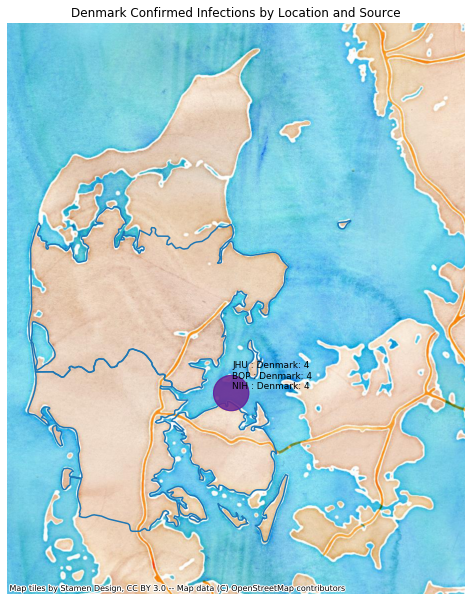 Denmark Confirmed Infections by Location and Source
JHU : Denmark: 4
BOP : Denmark: 4
NIH : Denmark: 4
Map tiles by Stamen Design, CC BY 3.0 -- Map data (C) OpenStreetMap contributors